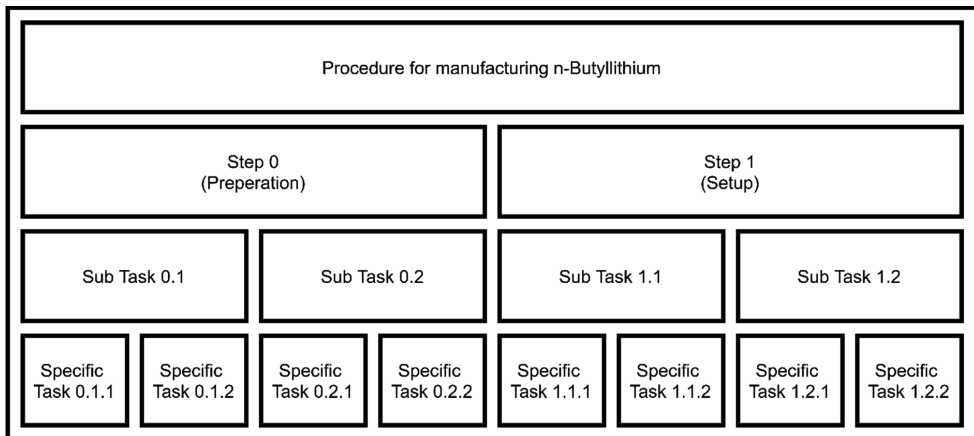 Procedure for manufacturing n-Butyllithium
Step 0
(Preperation)
Step 1
(Setup)
Sub Task 0.1
Sub Task 0.2
Sub Task 1.1
Sub Task 1.2
Specific
Task 0.1.1
Specific
Task 0.1.2
Specific
Task 0.2.1
Specific
Task 0.2.2
Specific
Task 1.1.1
Specific
Task 1.1.2
Specific
Task 1.2.1
Specific
Task 1.2.2